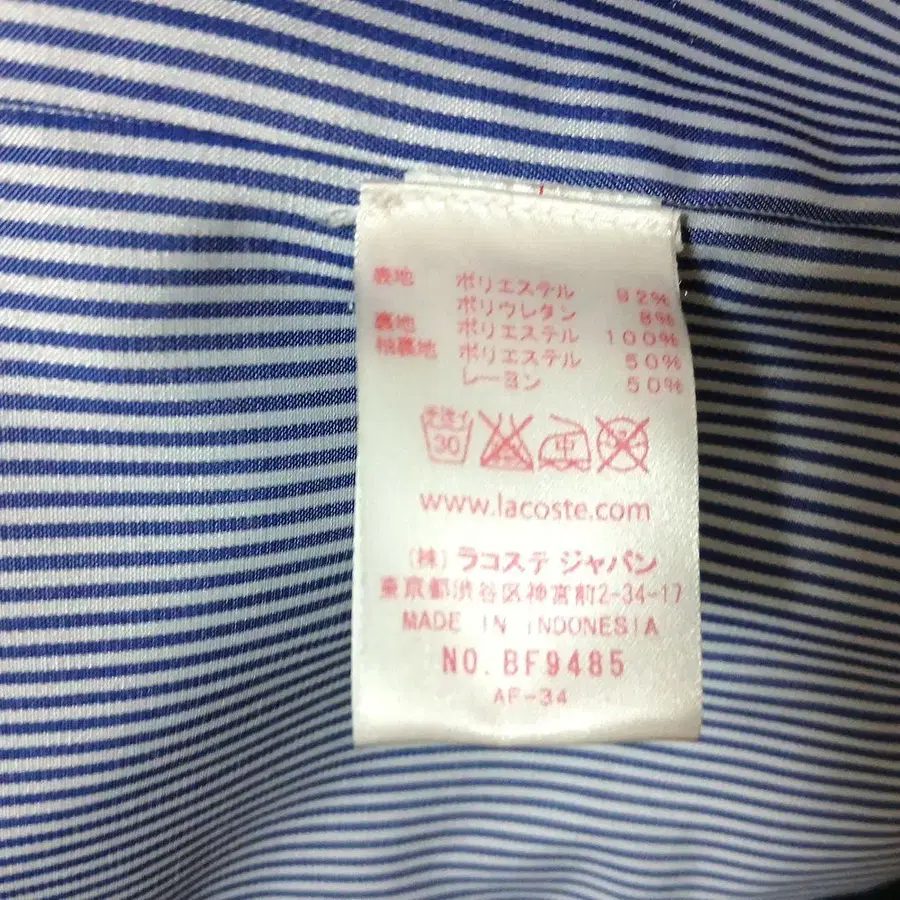 表地 ポリエステル 92%
ポリウレタン 8%
裏地 ポリエステル 100%
袖裏地 ポリエステル 50%
レーヨン 50%
手洗イ
30 中
www.lacoste.com
(株) ラコステ ジャパン
東京都渋谷区神宮前2-34-17
MADE IN INDONESIA
NO. BF9485
AF-34